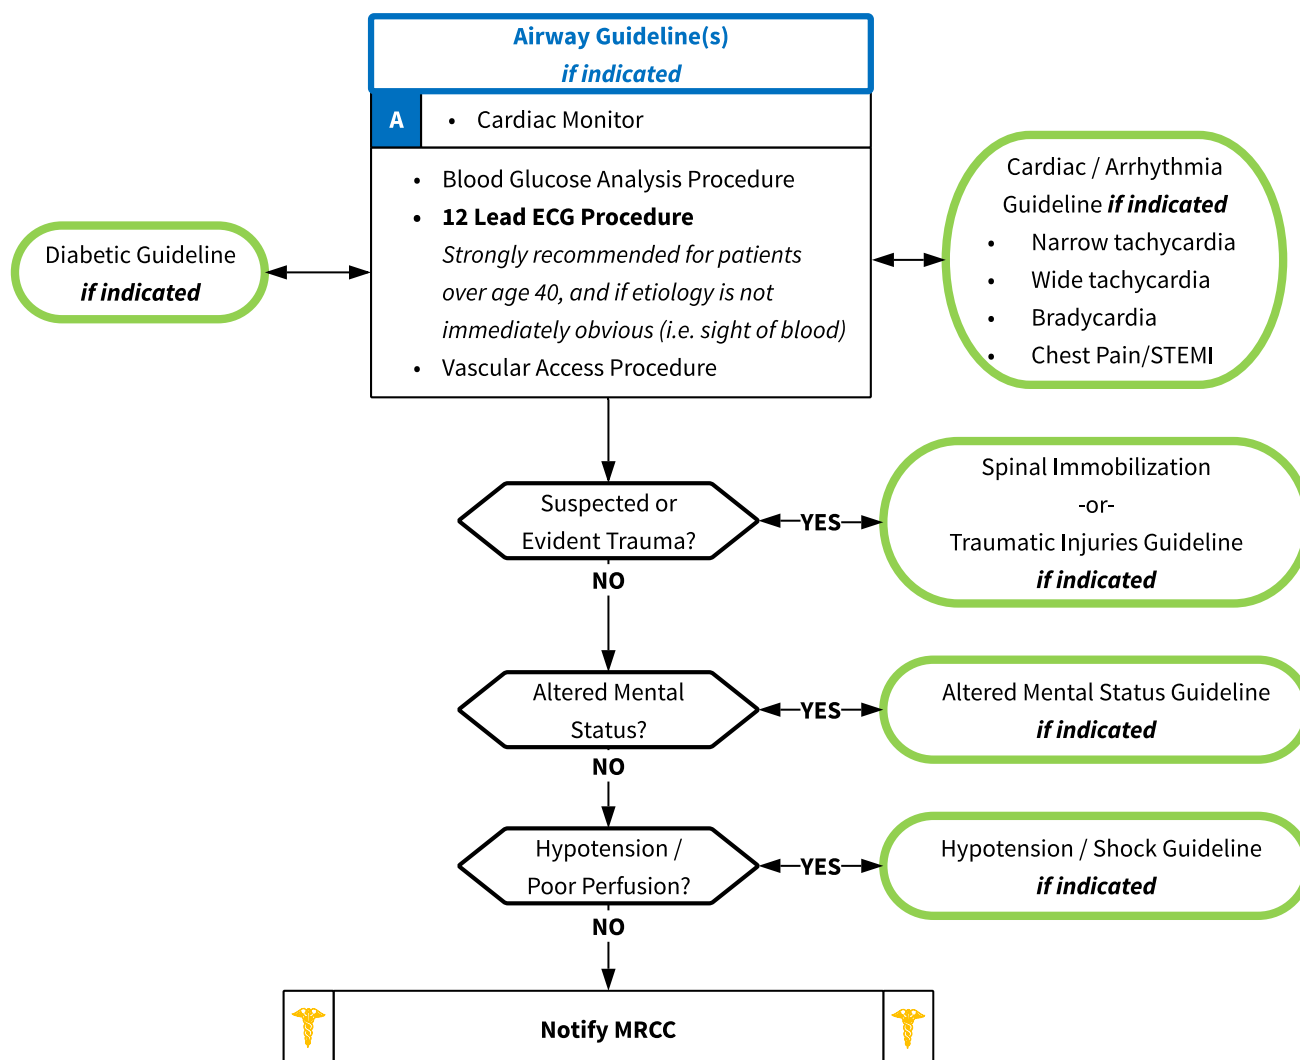 Airway Guideline(s)
if indicated
A
• Cardiac Monitor
• Blood Glucose Analysis Procedure
• 12 Lead ECG Procedure
Strongly recommended for patients
over age 40, and if etiology is not
immediately obvious (i.e. sight of blood)
• Vascular Access Procedure
Diabetic Guideline
if indicated
Cardiac / Arrhythmia
Guideline if indicated
• Narrow tachycardia
• Wide tachycardia
• Bradycardia
• Chest Pain/STEMI
Suspected or
Evident Trauma?
YES
Spinal Immobilization
-or-
Traumatic Injuries Guideline
if indicated
NO
Altered Mental
Status?
YES
Altered Mental Status Guideline
if indicated
NO
Hypotension /
Poor Perfusion?
YES
Hypotension / Shock Guideline
if indicated
NO
Notify MRCC